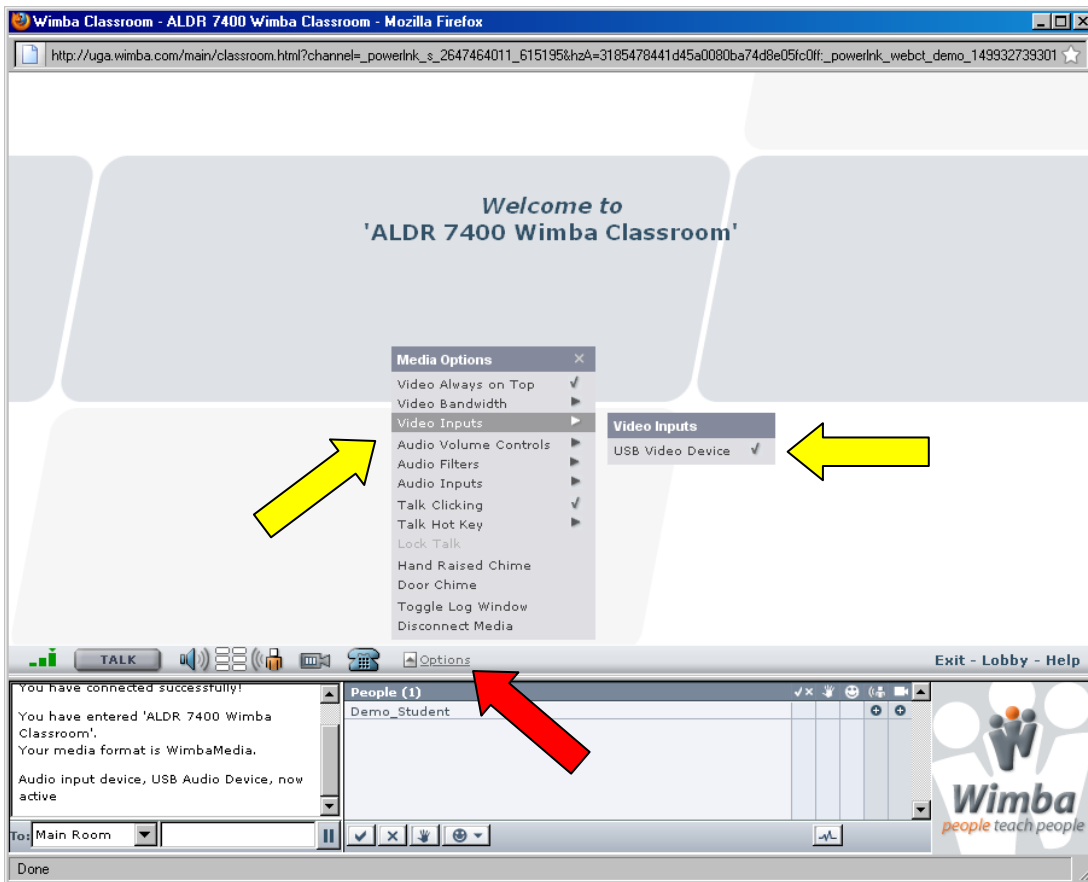 Wimba Classroom - ALDR 7400 Wimba Classroom - Mozilla Firefox
http://uga.wimba.com/main/classroom.html?channel=_powerlnk_s_2647464011_615195&hzA=3185478441d45a0080ba74d8e05fc0ff:_powerlnk_webct_demo_149932739301
Welcome to
'ALDR 7400 Wimba Classroom'
Media Options
Video Always on Top
Video Bandwidth
Video Inputs
Audio Volume Controls
Audio Filters
Audio Inputs
Talk Clicking
Talk Hot Key
Lock Talk
Hand Raised Chime
Door Chime
Toggle Log Window
Disconnect Media
Video Inputs
USB Video Device
TALK
Options
Exit - Lobby - Help
You have connected successfully!
You have entered 'ALDR 7400 Wimba
Classroom'.
Your media format is WimbaMedia.
Audio input device, USB Audio Device, now
active
To: Main Room
People (1)
Demo_Student
Wimba
people teach people
Done